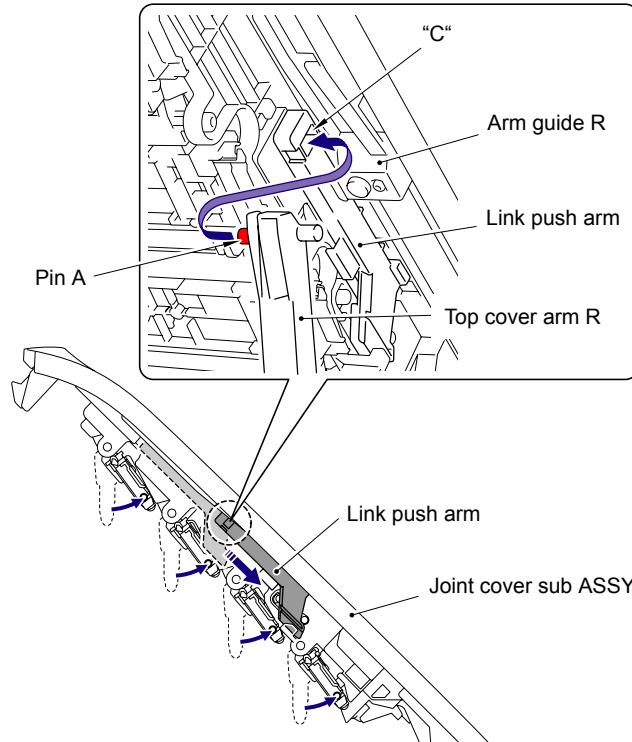 “C“
Arm guide R
Link push arm
Pin A
Top cover arm R
Link push arm
Joint cover sub ASSY